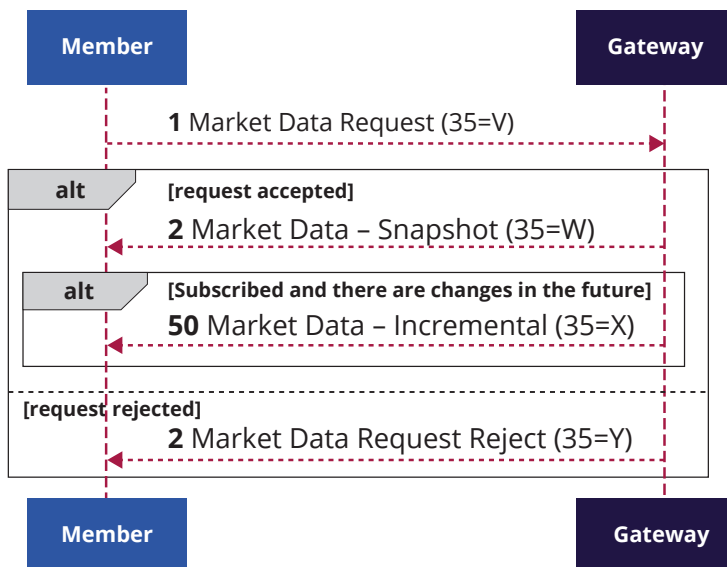 Member
Gateway
1 Market Data Request (35=V)
alt
[request accepted]
2 Market Data – Snapshot (35=W)
alt
[Subscribed and there are changes in the future]
50 Market Data – Incremental (35=X)
[request rejected]
2 Market Data Request Reject (35=Y)
Member
Gateway